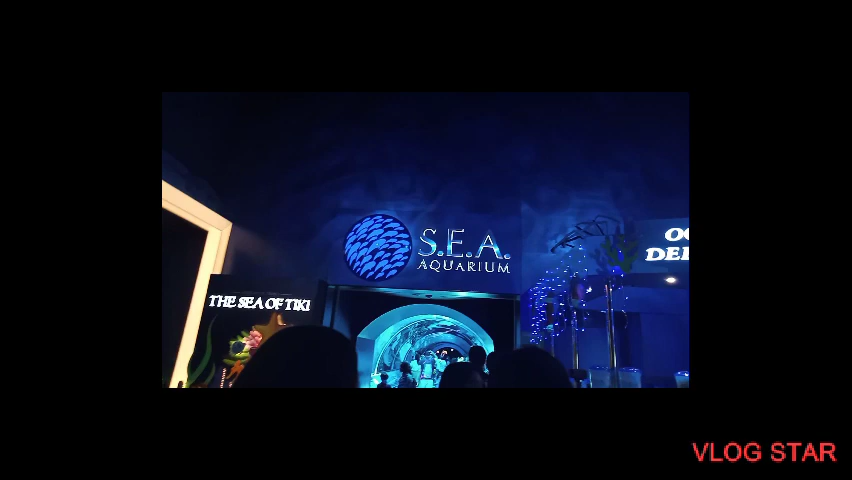 S.E.A.
AQUARIUM
THE SEA OF TIKI
VLOG STAR